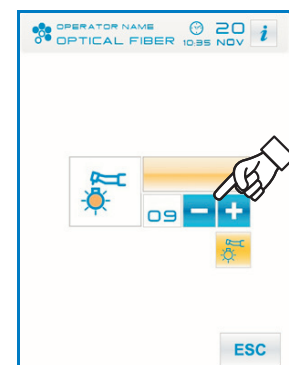 OPERATOR NAME
OPTICAL FIBER
10:35
20
NOV
i
09
− +
ESC